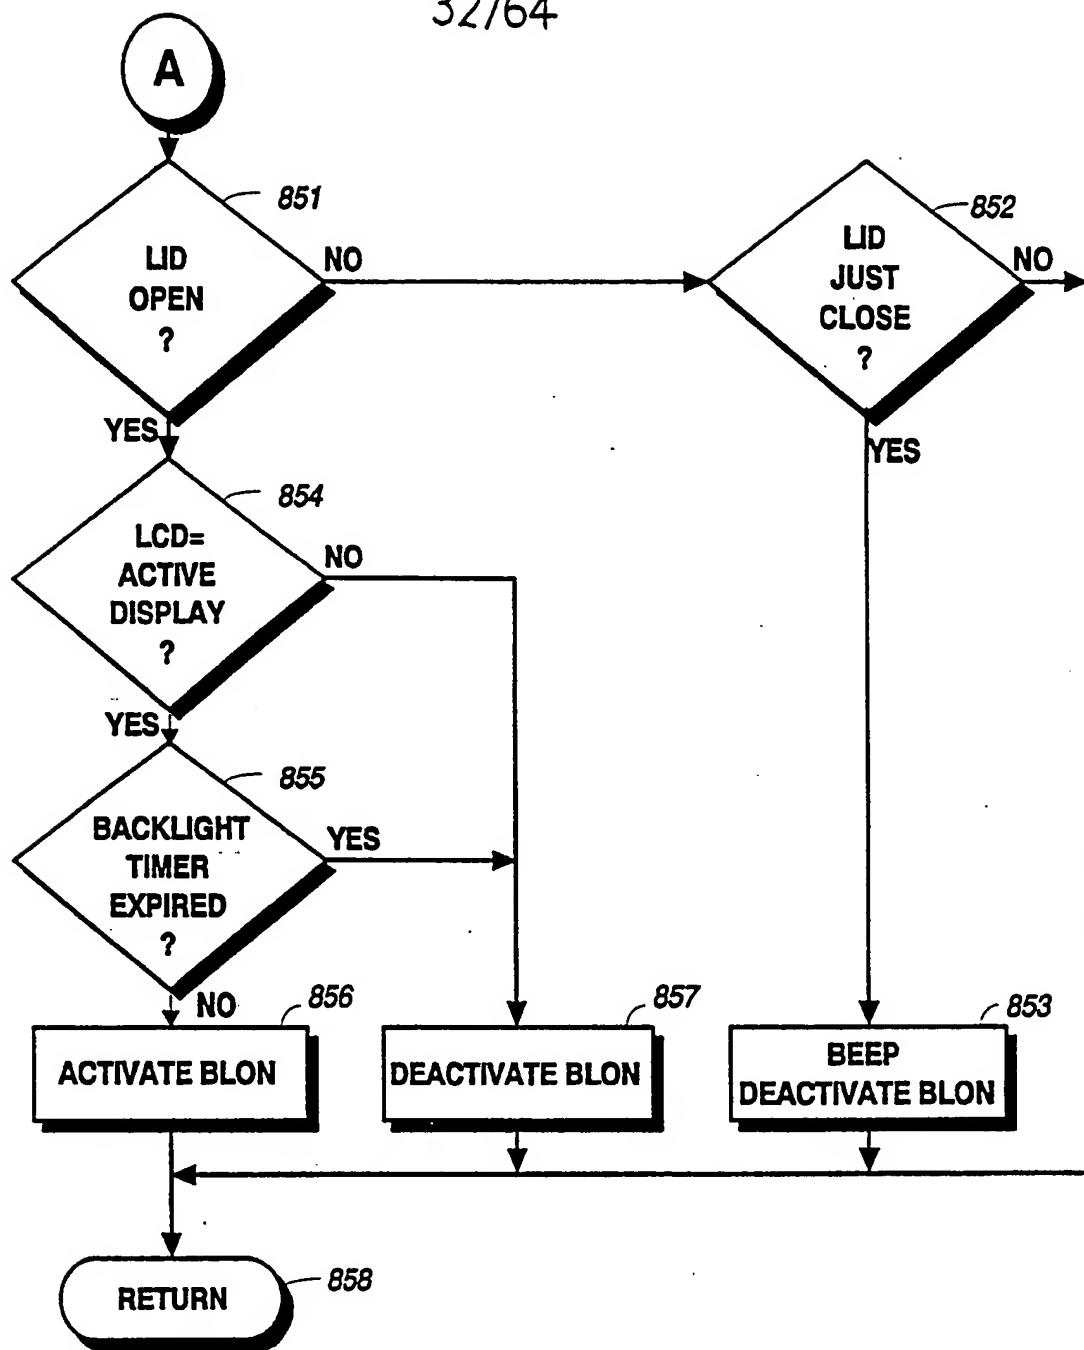 32/64
A
851
LID
OPEN
?
NO
852
LID
JUST
CLOSE
?
NO
YES
YES
854
LCD=
ACTIVE
DISPLAY
?
NO
YES
855
BACKLIGHT
TIMER
EXPIRED
?
YES
NO
856
ACTIVATE BLON
857
DEACTIVATE BLON
853
BEEP
DEACTIVATE BLON
RETURN
858